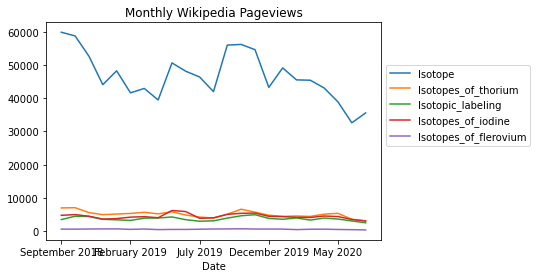 Monthly Wikipedia Pageviews
60000
50000
40000
30000
20000
10000
0
September 2018
February 2019
July 2019
December 2019
May 2020
Date
Isotope
Isotopes_of_thorium
Isotopic_labeling
Isotopes_of_iodine
Isotopes_of_flerovium